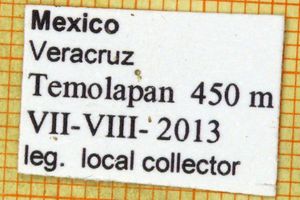 Mexico
Veracruz
Temolapan 450 m
VII-VIII- 2013
leg. local collector